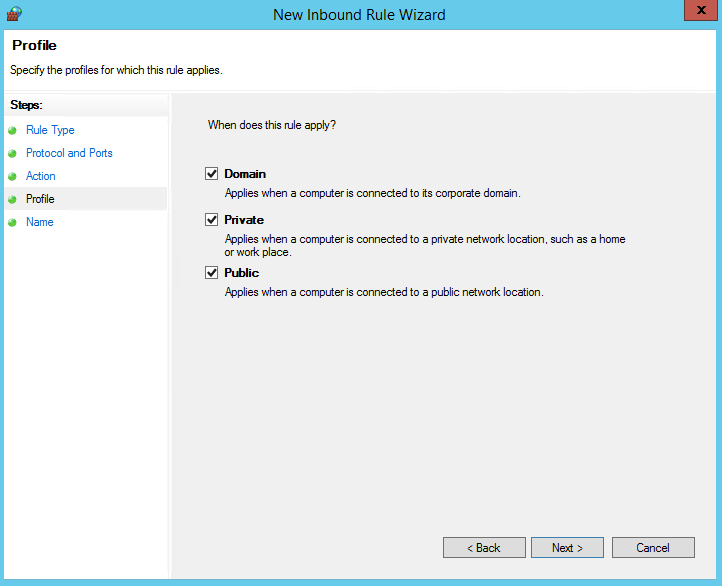 New Inbound Rule Wizard
x
Profile
Specify the profiles for which this rule applies.
Steps:
Rule Type
Protocol and Ports
Action
Profile
Name
When does this rule apply?
Domain
Applies when a computer is connected to its corporate domain.
Private
Applies when a computer is connected to a private network location, such as a home
or work place.
Public
Applies when a computer is connected to a public network location.
< Back
Next >
Cancel